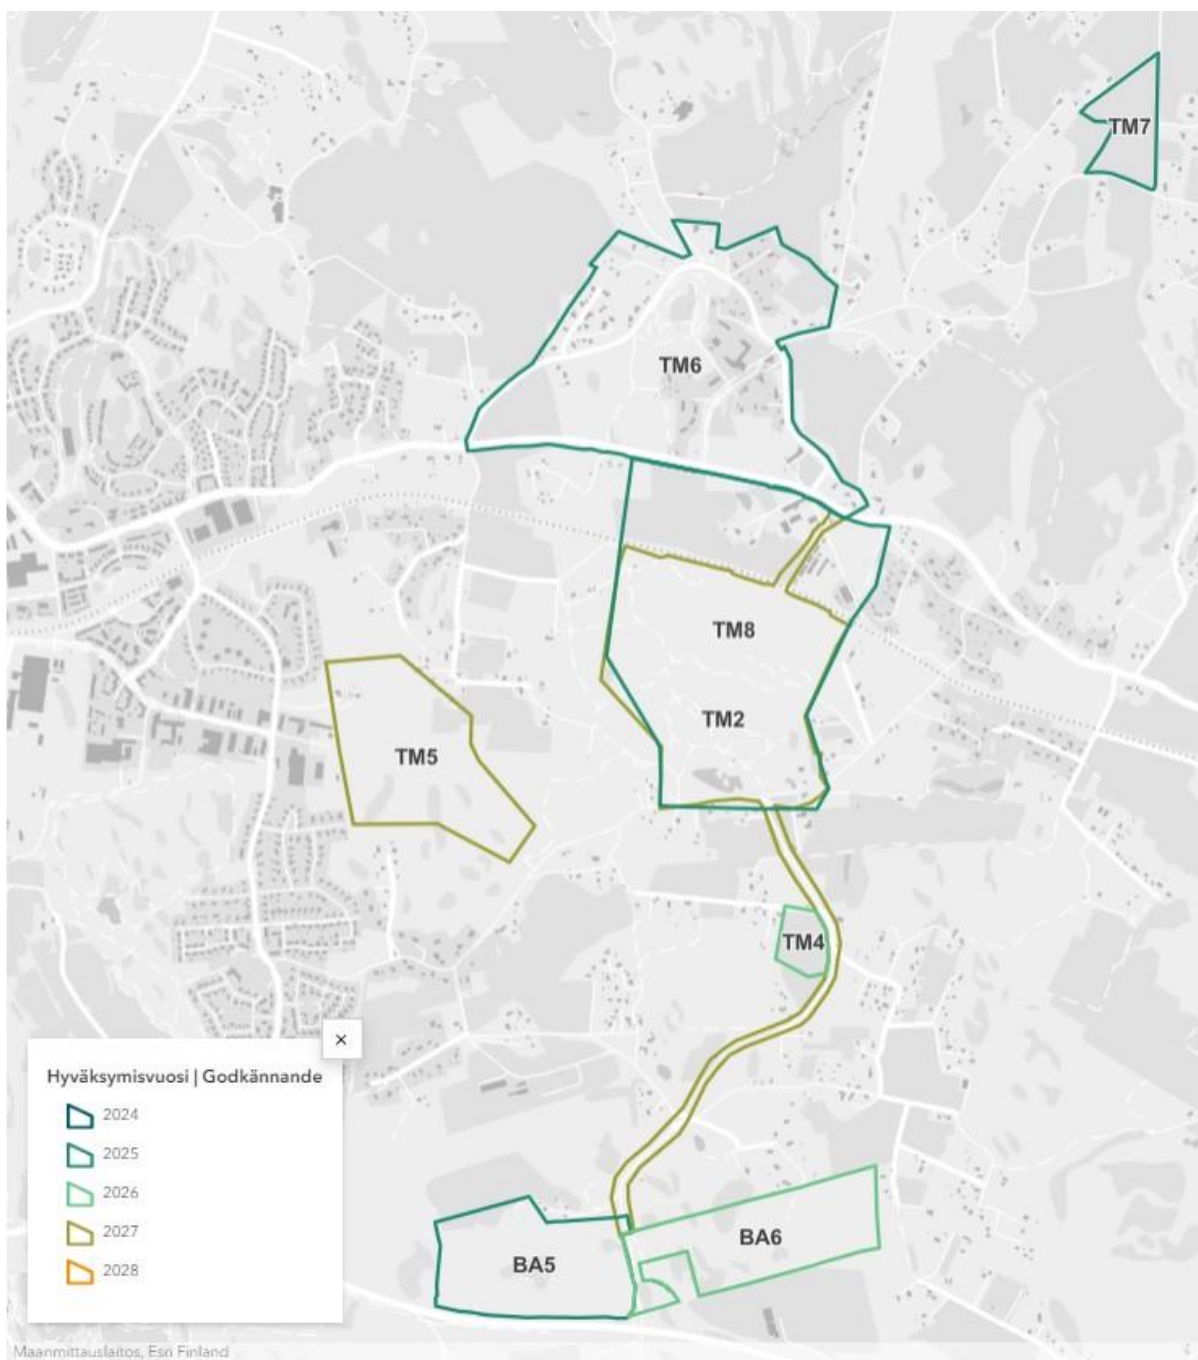 TM7
TM6
TM8
TM2
TM5
TM4
Hyväksymisvuosi | Godkännande
2024
2025
2026
2027
2028
BA6
BA5
Maanmittauslaitos, Esri Finland